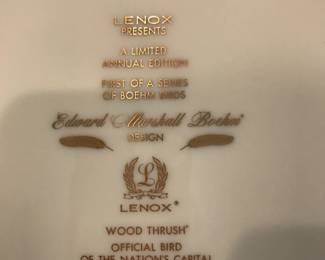 LENOX
PRESENTS
A LIMITED
ANNUAL EDITION
FIRST OF A SERIES
OF BOEHM BIRDS
Edward Marshall Boehm®
DESIGN
L
LENOX®
WOOD THRUSH*
OFFICIAL BIRD
OF THE NATION'S CAPITAL